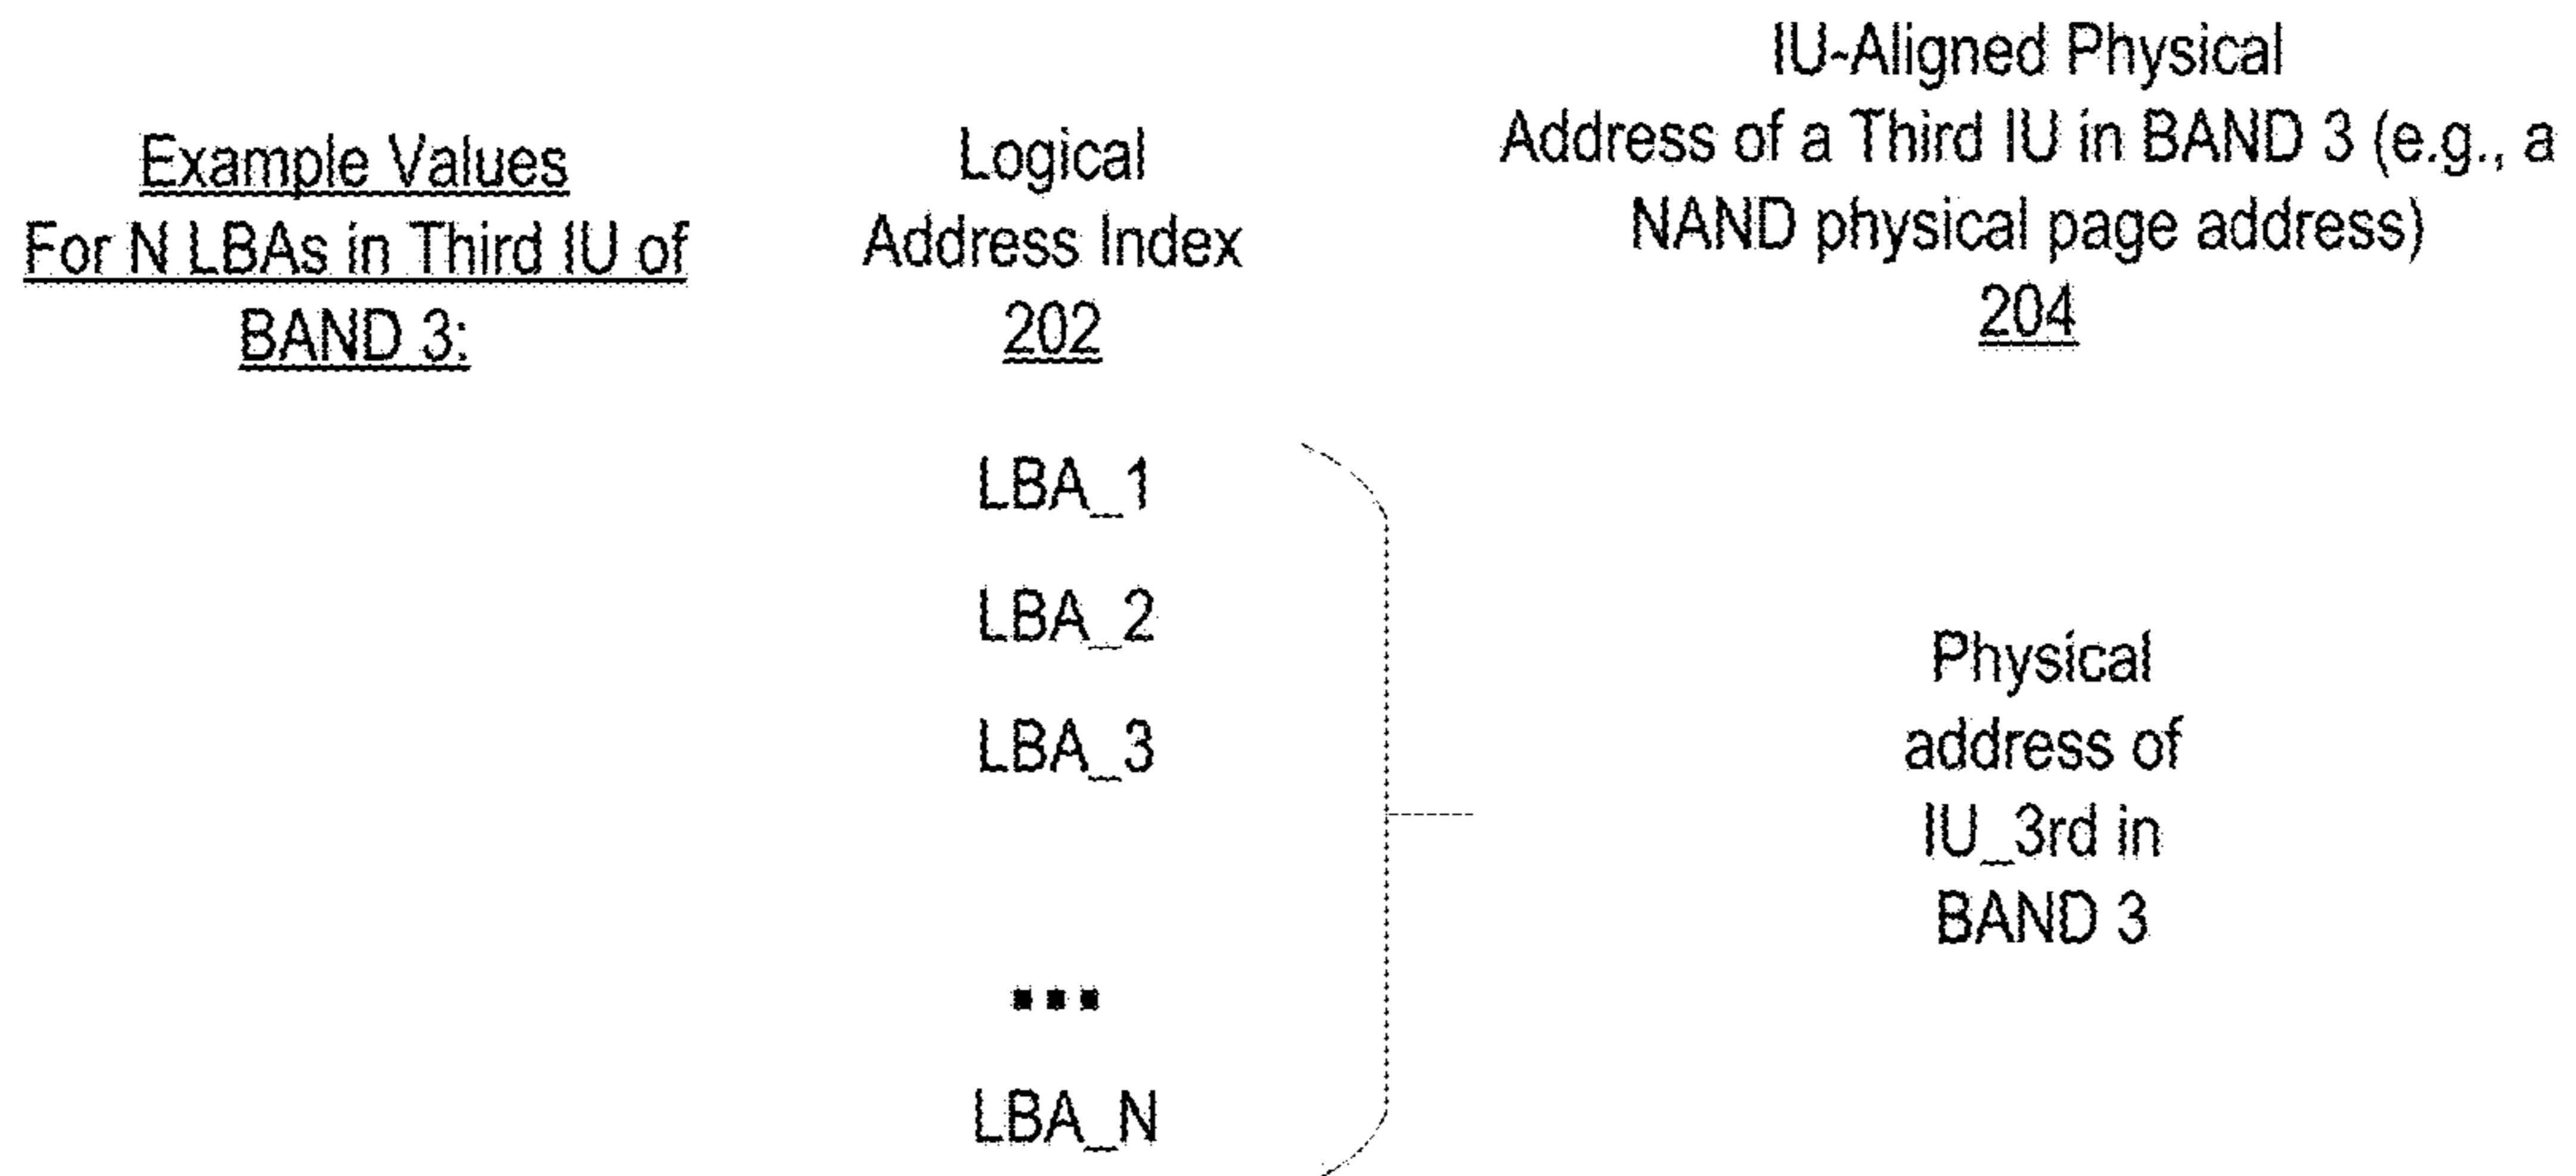 Example Values
For N LBAs in Third IU of
BAND 3:
Logical
Address Index
202
IU-Aligned Physical
Address of a Third IU in BAND 3 (e.g., a
NAND physical page address)
204
LBA_1
LBA_2
LBA_3
...
LBA_N
Physical
address of
IU_3rd in
BAND 3